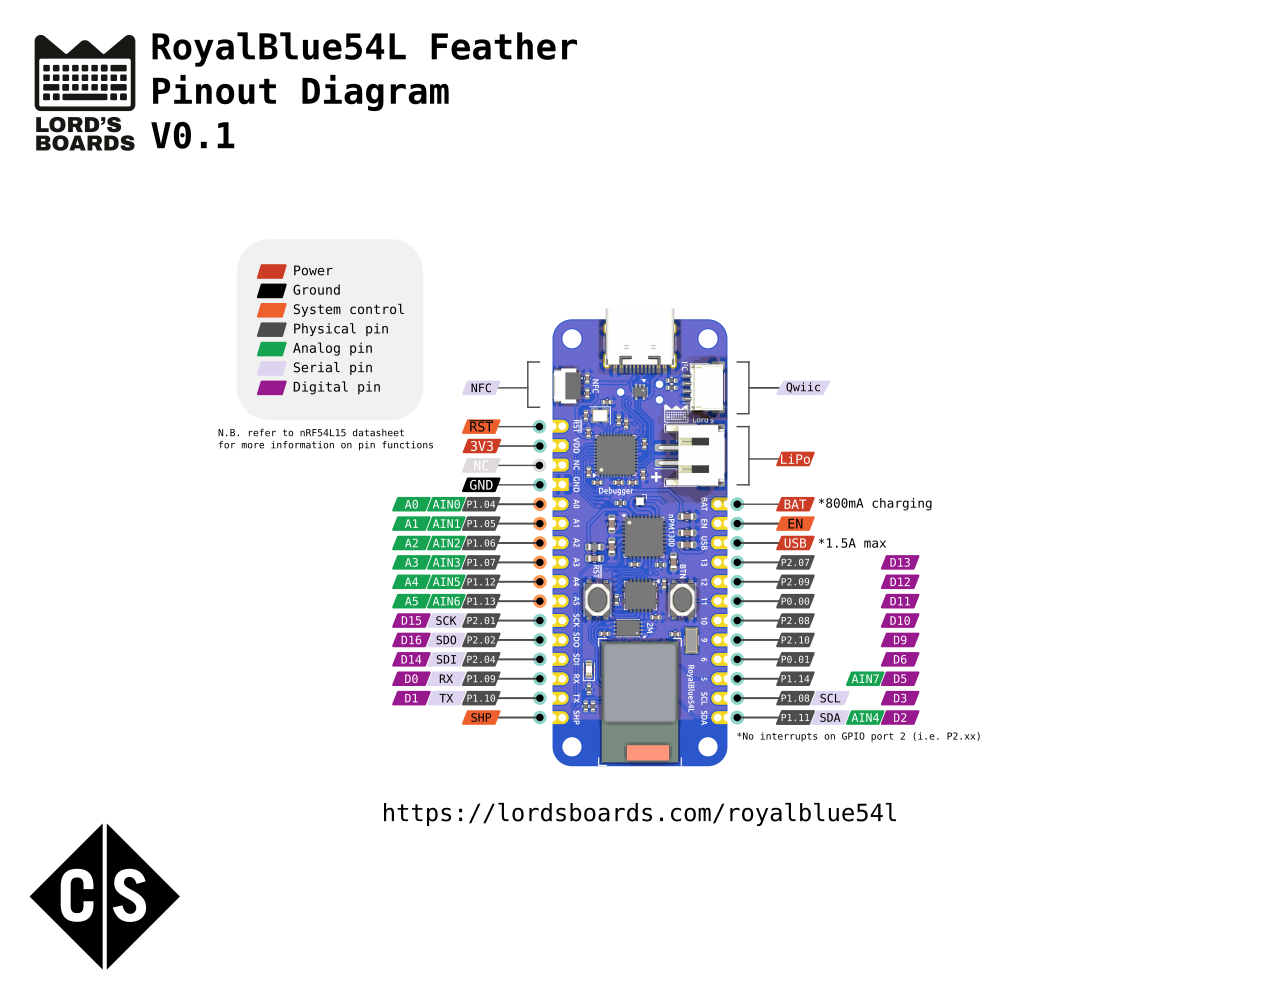 RoyalBlue54L Feather
Pinout Diagram
V0.1
LORD'S
BOARDS
Power
Ground
System control
Physical pin
Analog pin
Serial pin
Digital pin
N.B. refer to nRF54L15 datasheet
for more information on pin functions
NFC
RST
3V3
NC
GND
A0 AIN0 P1.04
A1 AIN1 P1.05
A2 AIN2 P1.06
A3 AIN3 P1.07
A4 AIN5 P1.12
A5 AIN6 P1.13
D15 SCK P2.01
D16 SDO P2.02
D14 SDI P2.04
D0 RX P1.09
D1 TX P1.10
SHP
NFC
I²C
Lord's
RST
VDD
NC
GND
A0
A1
A2
A3
A4
A5
SCK
SDO
SDI
RX
TX
SHP
+
Debugger
nPM1300
RST
BTN
2M
RoyalBlue54L
BAT
EN
USB
13
12
11
10
9
6
5
SCL
SDA
Qwiic
LiPo
BAT *800mA charging
EN
USB *1.5A max
P2.07 D13
P2.09 D12
P0.00 D11
P2.08 D10
P2.10 D9
P0.01 D6
P1.14 AIN7 D5
P1.08 SCL D3
P1.11 SDA AIN4 D2
*No interrupts on GPIO port 2 (i.e. P2.xx)
https://lordsboards.com/royalblue54l
CS